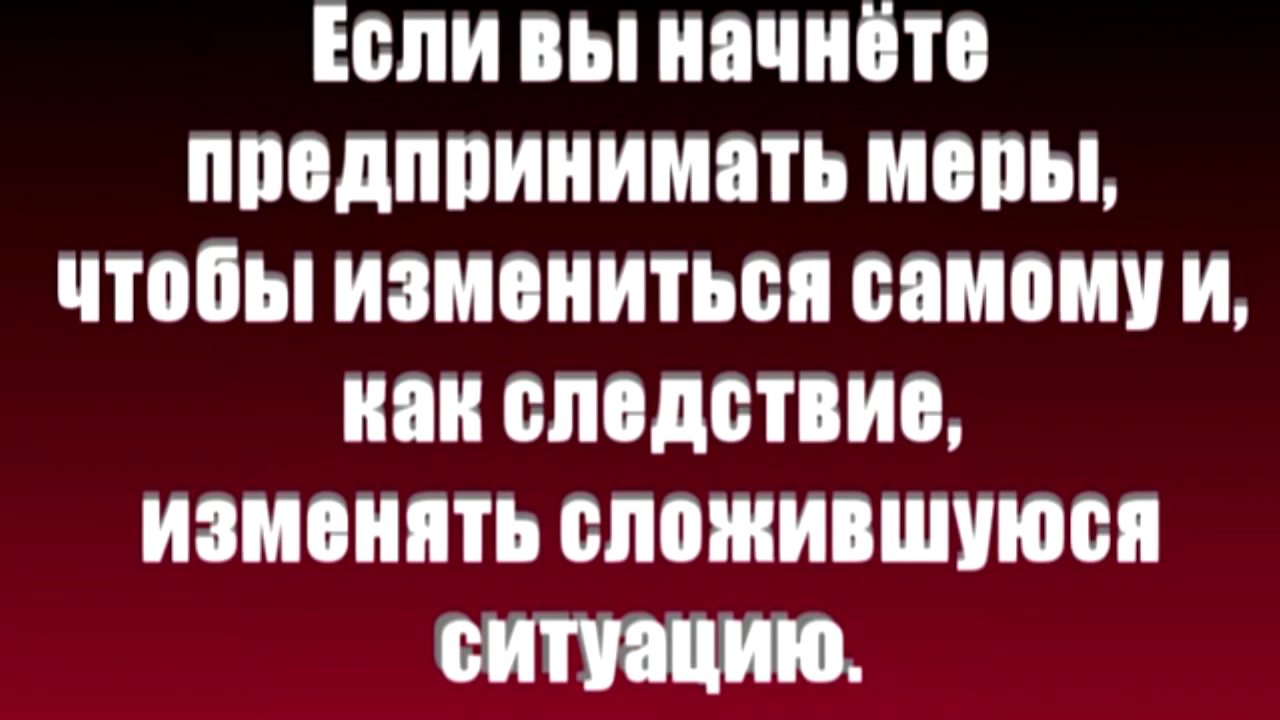 Если вы начнёте
предпринимать меры,
чтобы измениться самому и,
как следствие,
изменять сложившуюся
ситуацию.